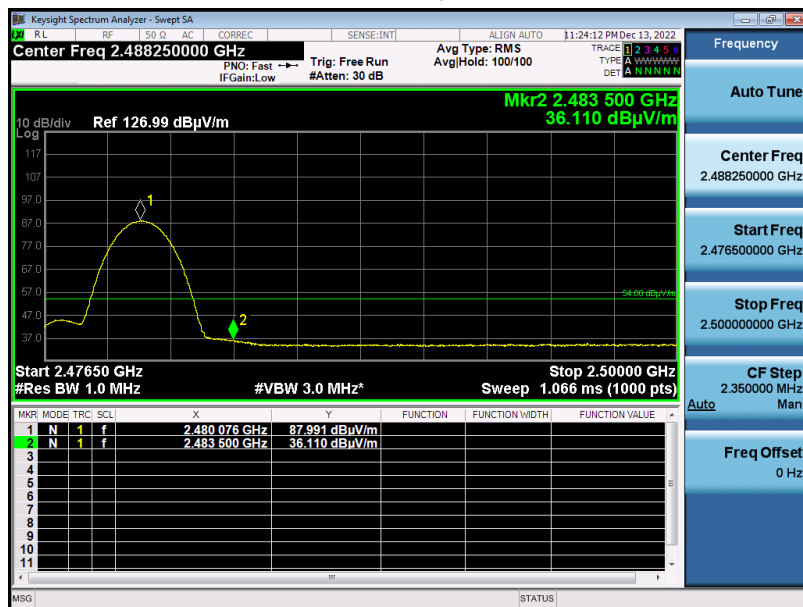 Keysight Spectrum Analyzer - Swept SA
LXI RL RF 50 Ω AC CORREC SENSE:INT ALIGN AUTO 11:24:12 PM Dec 13, 2022
Center Freq 2.488250000 GHz Avg Type: RMS TRACE 1 2 3 4 5 6
PNO: Fast Trig: Free Run Avg|Hold: 100/100 TYPE A WWWWW
IFGain:Low #Atten: 30 dB DET A N N N N N
Frequency
Mkr2 2.483 500 GHz
10 dB/div Ref 126.99 dBµV/m 36.110 dBµV/m
Log
117
107
97.0
87.0
77.0
67.0
57.0
47.0
37.0
1
2
54.00 dBµV/m
Start 2.47650 GHz Stop 2.50000 GHz
#Res BW 1.0 MHz #VBW 3.0 MHz* Sweep 1.066 ms (1000 pts)
MKR MODE TRC SCL X Y FUNCTION FUNCTION WIDTH FUNCTION VALUE
1 N 1 f 2.480 076 GHz 87.991 dBµV/m
2 N 1 f 2.483 500 GHz 36.110 dBµV/m
3
4
5
6
7
8
9
10
11
MSG STATUS
Auto Tune
Center Freq
2.488250000 GHz
Start Freq
2.476500000 GHz
Stop Freq
2.500000000 GHz
CF Step
2.350000 MHz
Auto Man
Freq Offset
0 Hz